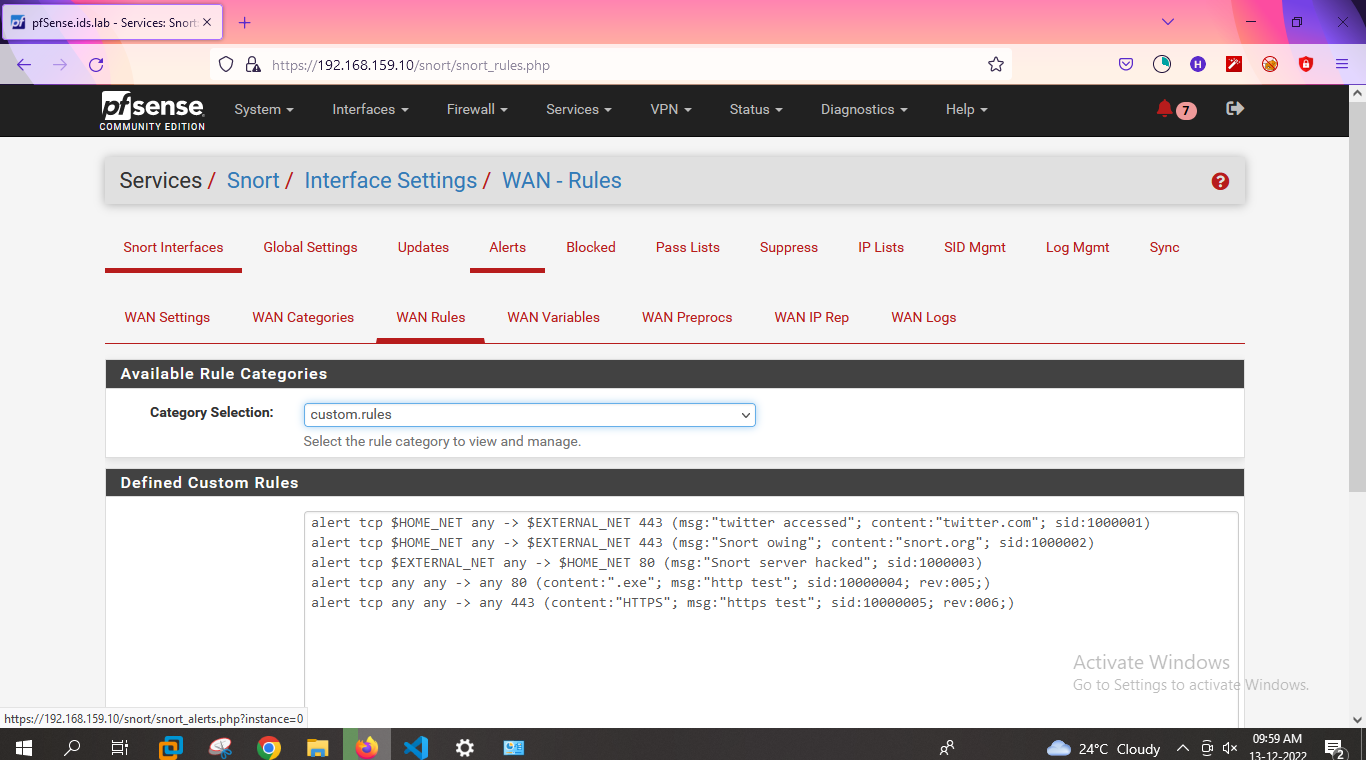 pfSense.ids.lab - Services: Snort:
https://192.168.159.10/snort/snort_rules.php
H
pfsense
COMMUNITY EDITION
System
Interfaces
Firewall
Services
VPN
Status
Diagnostics
Help
7
Services / Snort / Interface Settings / WAN - Rules
?
Snort Interfaces
Global Settings
Updates
Alerts
Blocked
Pass Lists
Suppress
IP Lists
SID Mgmt
Log Mgmt
Sync
WAN Settings
WAN Categories
WAN Rules
WAN Variables
WAN Preprocs
WAN IP Rep
WAN Logs
Available Rule Categories
Category Selection:
custom.rules
Select the rule category to view and manage.
Defined Custom Rules
alert tcp $HOME_NET any -> $EXTERNAL_NET 443 (msg:"twitter accessed"; content:"twitter.com"; sid:1000001)
alert tcp $HOME_NET any -> $EXTERNAL_NET 443 (msg:"Snort owing"; content:"snort.org"; sid:1000002)
alert tcp $EXTERNAL_NET any -> $HOME_NET 80 (msg:"Snort server hacked"; sid:1000003)
alert tcp any any -> any 80 (content:".exe"; msg:"http test"; sid:10000004; rev:005;)
alert tcp any any -> any 443 (content:"HTTPS"; msg:"https test"; sid:10000005; rev:006;)
Activate Windows
Go to Settings to activate Windows.
https://192.168.159.10/snort/snort_alerts.php?instance=0
24°C Cloudy
09:59 AM
13-12-2022
2